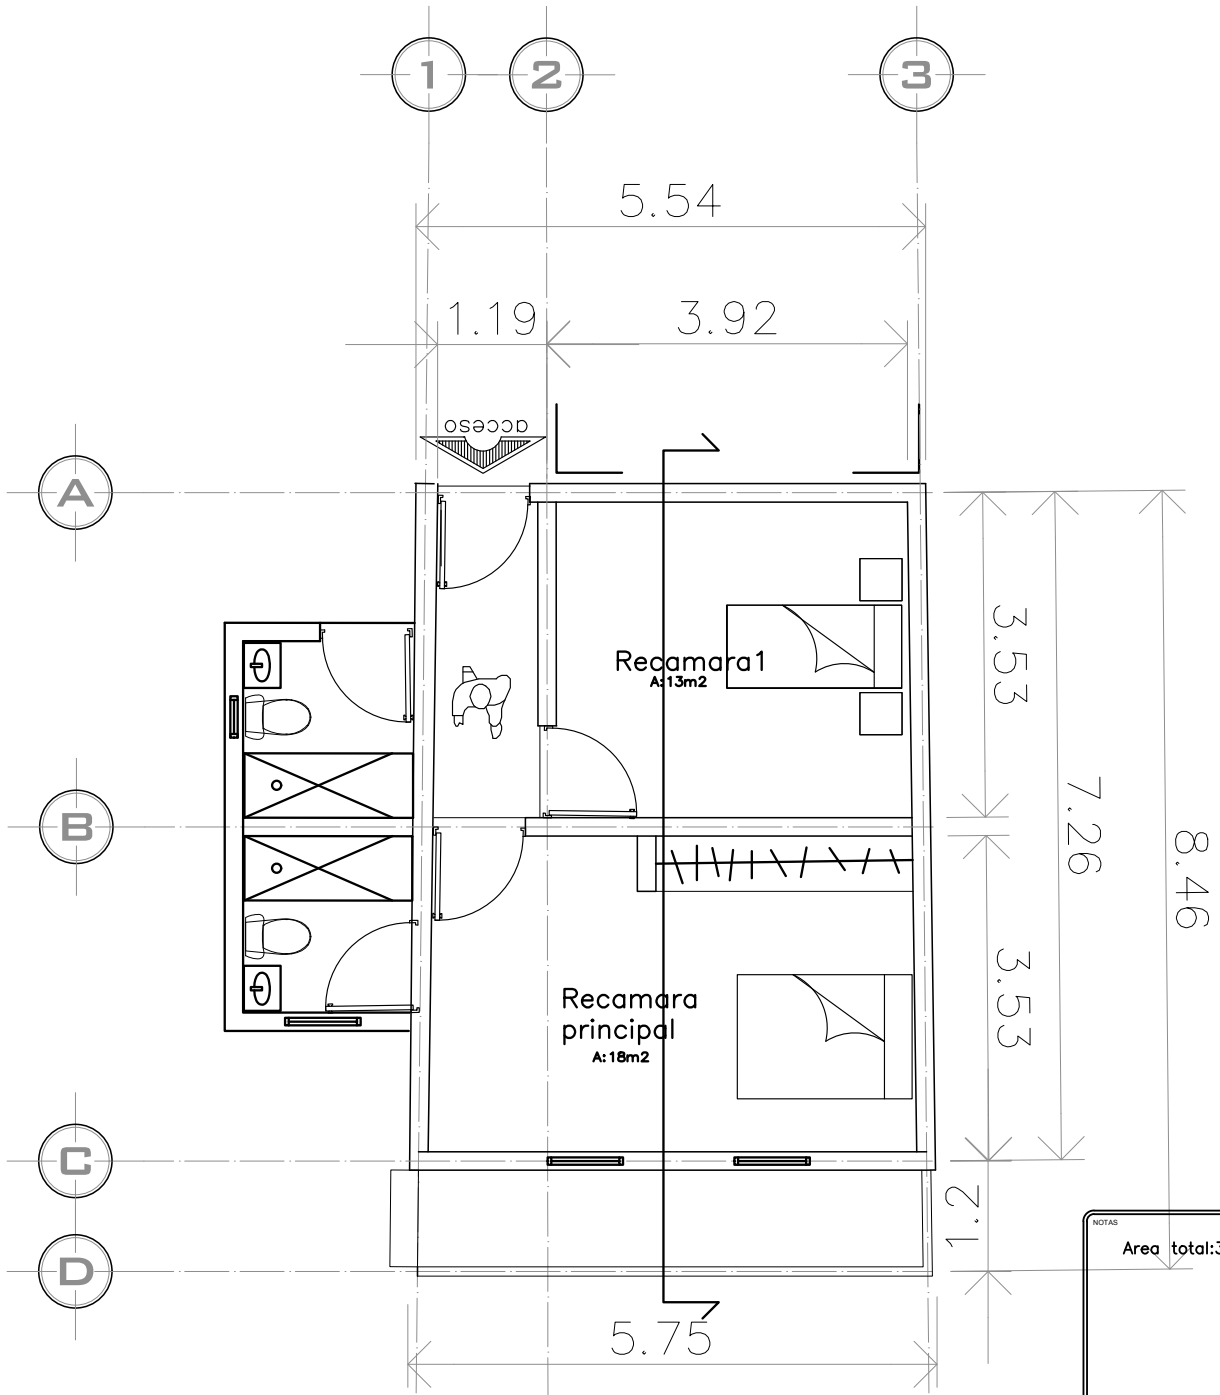 1 2 3
5.54
1.19 3.92
acceso
A
Recamara1
A:13m2
3.53
7.26
8.46
B
3.53
Recamara
principal
A:18m2
C
1.2
D
NOTAS
Area total:3
5.75